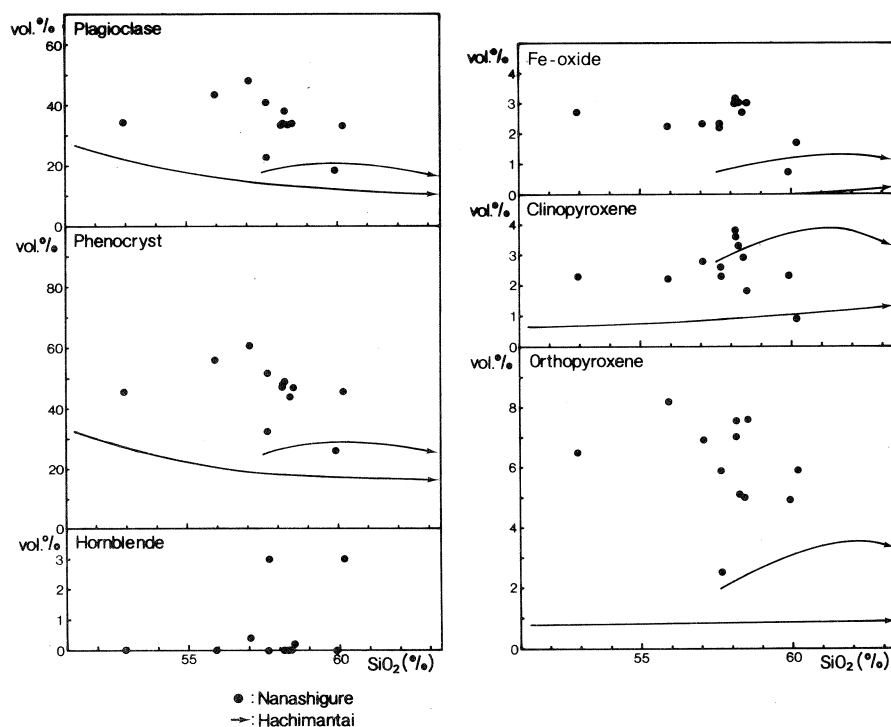 vol.%
60
Plagioclase
40
20
0
vol.%
Phenocryst
80
60
40
20
0
vol.%
Hornblende
3
2
1
0
55
60
SiO₂(%)
vol.%
4
Fe-oxide
3
2
1
0
vol.%
Clinopyroxene
4
3
2
1
0
vol.%
Orthopyroxene
8
6
4
2
0
55
60
SiO₂(%)
● : Nanashigure
→ : Hachimantai